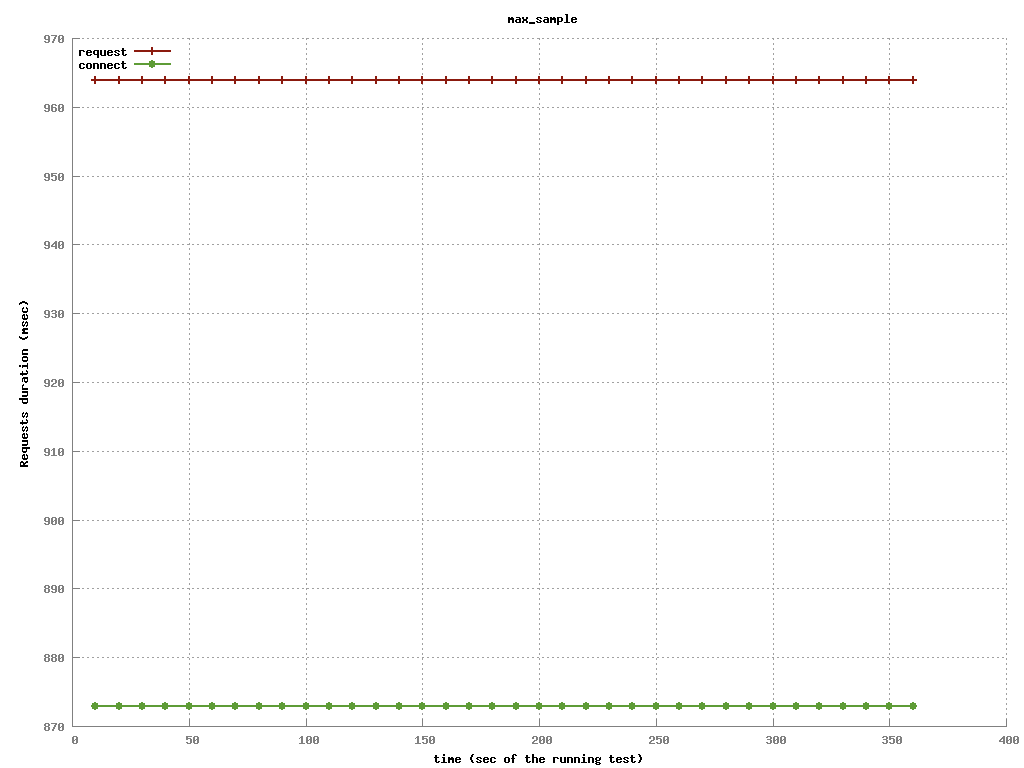 max_sample
970
request
connect
960
950
940
930
920
910
900
890
880
870
Requests duration (msec)
0 50 100 150 200 250 300 350 400
time (sec of the running test)